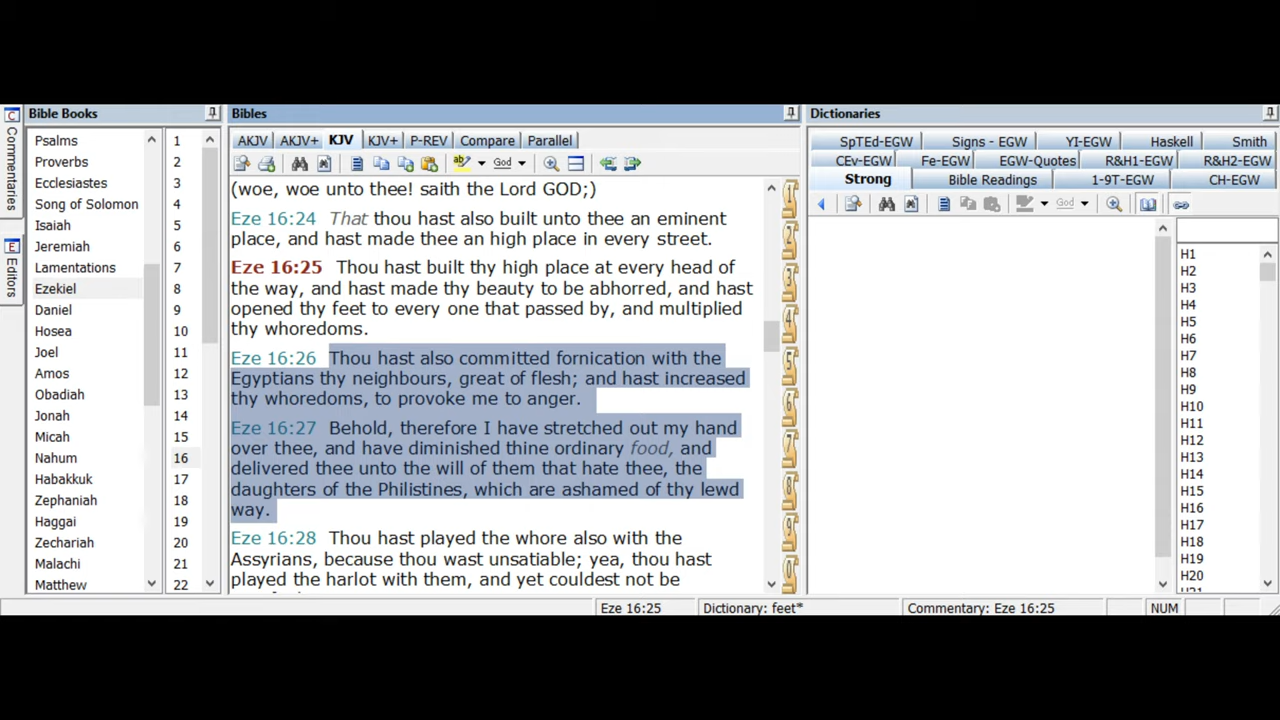 Bible Books
Bibles
Dictionaries
C Commentaries
E Editors
Psalms
Proverbs
Ecclesiastes
Song of Solomon
Isaiah
Jeremiah
Lamentations
Ezekiel
Daniel
Hosea
Joel
Amos
Obadiah
Jonah
Micah
Nahum
Habakkuk
Zephaniah
Haggai
Zechariah
Malachi
Matthew
1
2
3
4
5
6
7
8
9
10
11
12
13
14
15
16
17
18
19
20
21
22
AKJV AKJV+ KJV KJV+ P-REV Compare Parallel
God
(woe, woe unto thee! saith the Lord GOD;)
Eze 16:24 That thou hast also built unto thee an eminent
place, and hast made thee an high place in every street.
Eze 16:25 Thou hast built thy high place at every head of
the way, and hast made thy beauty to be abhorred, and hast
opened thy feet to every one that passed by, and multiplied
thy whoredoms.
Eze 16:26 Thou hast also committed fornication with the
Egyptians thy neighbours, great of flesh; and hast increased
thy whoredoms, to provoke me to anger.
Eze 16:27 Behold, therefore I have stretched out my hand
over thee, and have diminished thine ordinary food, and
delivered thee unto the will of them that hate thee, the
daughters of the Philistines, which are ashamed of thy lewd
way.
Eze 16:28 Thou hast played the whore also with the
Assyrians, because thou wast unsatiable; yea, thou hast
played the harlot with them, and yet couldest not be
1
2
3
4
5
6
7
8
9
0
SpTEd-EGW Signs - EGW YI-EGW Haskell Smith
CEv-EGW Fe-EGW EGW-Quotes R&H1-EGW R&H2-EGW
Strong Bible Readings 1-9T-EGW CH-EGW
God
H1
H2
H3
H4
H5
H6
H7
H8
H9
H10
H11
H12
H13
H14
H15
H16
H17
H18
H19
H20
Eze 16:25 Dictionary: feet* Commentary: Eze 16:25 NUM